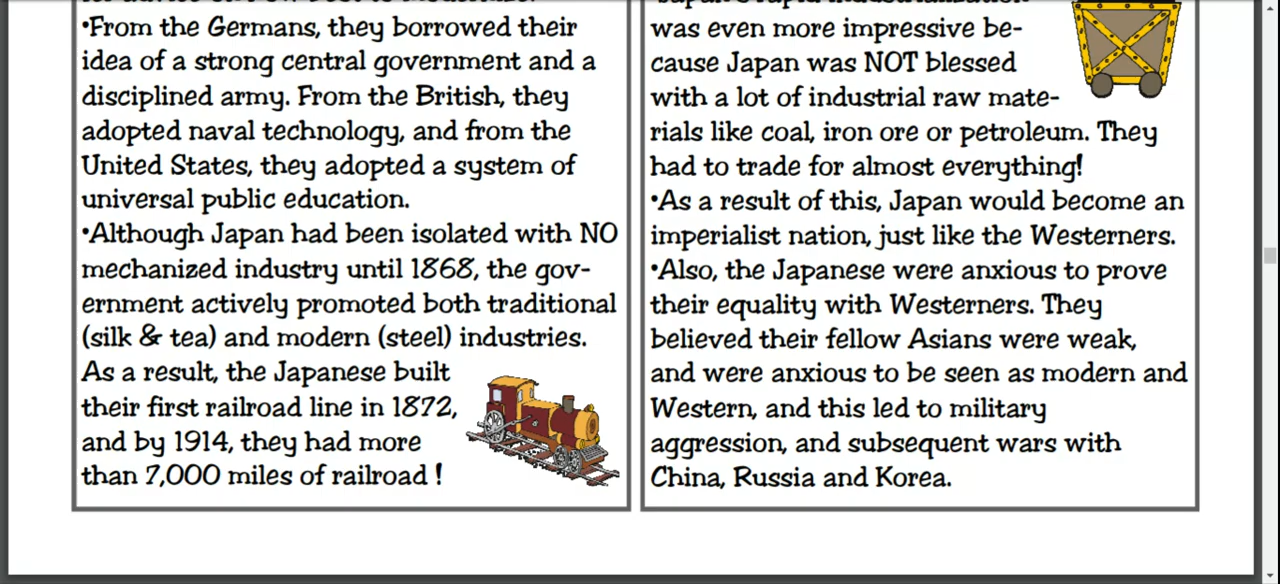 •From the Germans, they borrowed their
idea of a strong central government and a
disciplined army. From the British, they
adopted naval technology, and from the
United States, they adopted a system of
universal public education.
•Although Japan had been isolated with NO
mechanized industry until 1868, the gov-
ernment actively promoted both traditional
(silk & tea) and modern (steel) industries.
As a result, the Japanese built
their first railroad line in 1872,
and by 1914, they had more
than 7,000 miles of railroad !
was even more impressive be-
cause Japan was NOT blessed
with a lot of industrial raw mate-
rials like coal, iron ore or petroleum. They
had to trade for almost everything!
•As a result of this, Japan would become an
imperialist nation, just like the Westerners.
•Also, the Japanese were anxious to prove
their equality with Westerners. They
believed their fellow Asians were weak,
and were anxious to be seen as modern and
Western, and this led to military
aggression, and subsequent wars with
China, Russia and Korea.